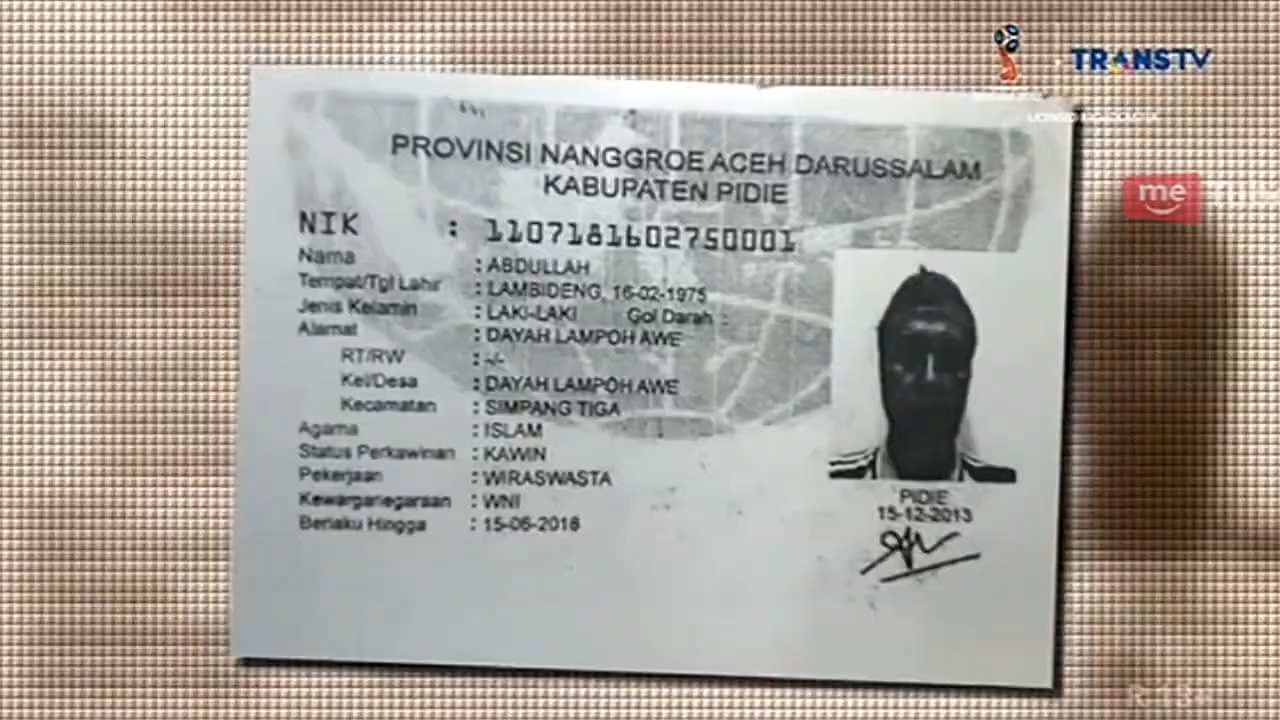 TRANSTV
me
PROVINSI NANGGROE ACEH DARUSSALAM
KABUPATEN PIDIE
NIK : 1107181602750001
Nama : ABDULLAH
Tempat/Tgl Lahir : LAMBIDENG, 16-02-1975
Jenis Kelamin : LAKI-LAKI Gol Darah :
Alamat : DAYAH LAMPOH AWE
RT/RW : -/-
Kel/Desa : DAYAH LAMPOH AWE
Kecamatan : SIMPANG TIGA
Agama : ISLAM
Status Perkawinan : KAWIN
Pekerjaan : WIRASWASTA
Kewarganegaraan : WNI
Berlaku Hingga : 15-06-2018
PIDIE
15-12-2013